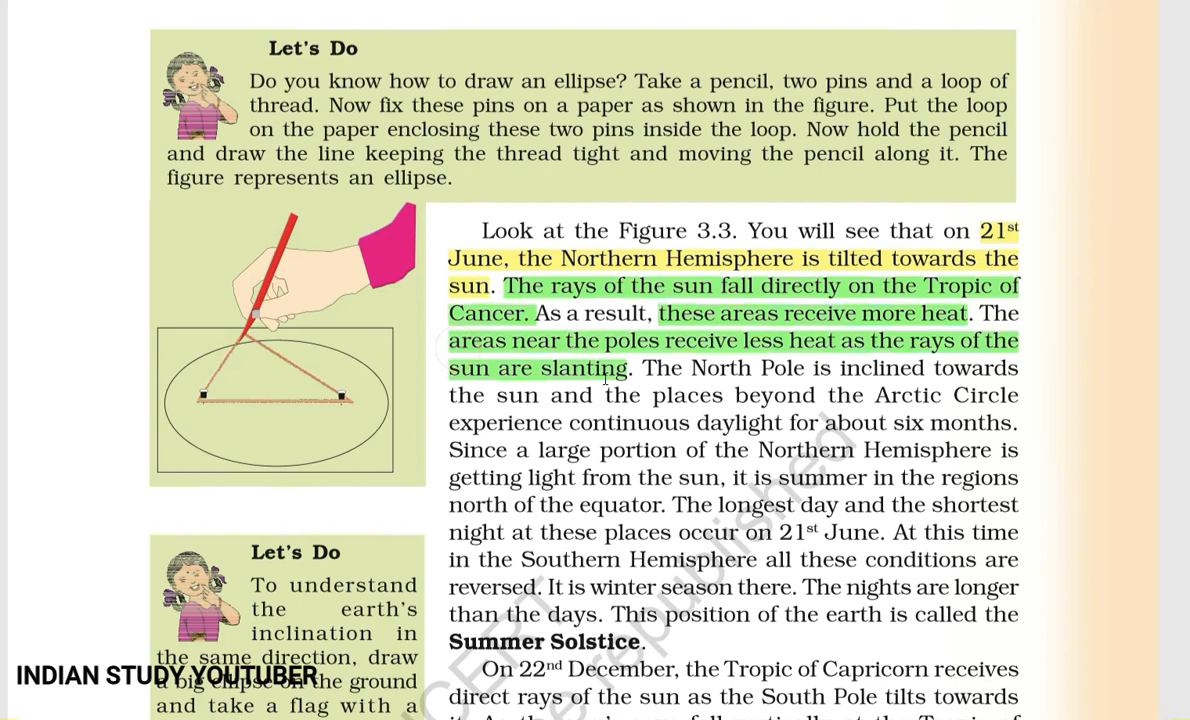 Let's Do
Do you know how to draw an ellipse? Take a pencil, two pins and a loop of
thread. Now fix these pins on a paper as shown in the figure. Put the loop
on the paper enclosing these two pins inside the loop. Now hold the pencil
and draw the line keeping the thread tight and moving the pencil along it. The
figure represents an ellipse.
Look at the Figure 3.3. You will see that on 21st
June, the Northern Hemisphere is tilted towards the
sun. The rays of the sun fall directly on the Tropic of
Cancer. As a result, these areas receive more heat. The
areas near the poles receive less heat as the rays of the
sun are slanting. The North Pole is inclined towards
the sun and the places beyond the Arctic Circle
experience continuous daylight for about six months.
Since a large portion of the Northern Hemisphere is
getting light from the sun, it is summer in the regions
north of the equator. The longest day and the shortest
night at these places occur on 21st June. At this time
in the Southern Hemisphere all these conditions are
reversed. It is winter season there. The nights are longer
than the days. This position of the earth is called the
Summer Solstice.
On 22nd December, the Tropic of Capricorn receives
direct rays of the sun as the South Pole tilts towards
Let's Do
To understand
the earth's
inclination in
the same direction, draw
a big ellipse on the ground
and take a flag with a
INDIAN STUDY YOUTUBER
NCERT
be republished